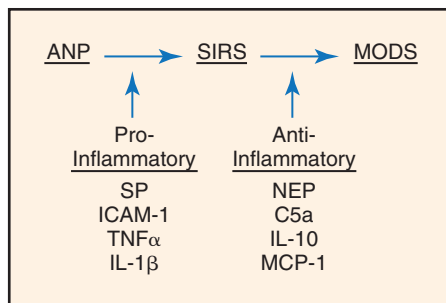 ANP SIRS MODS
Pro- Anti-
Inflammatory Inflammatory
SP NEP
ICAM-1 C5a
TNFα IL-10
IL-1β MCP-1